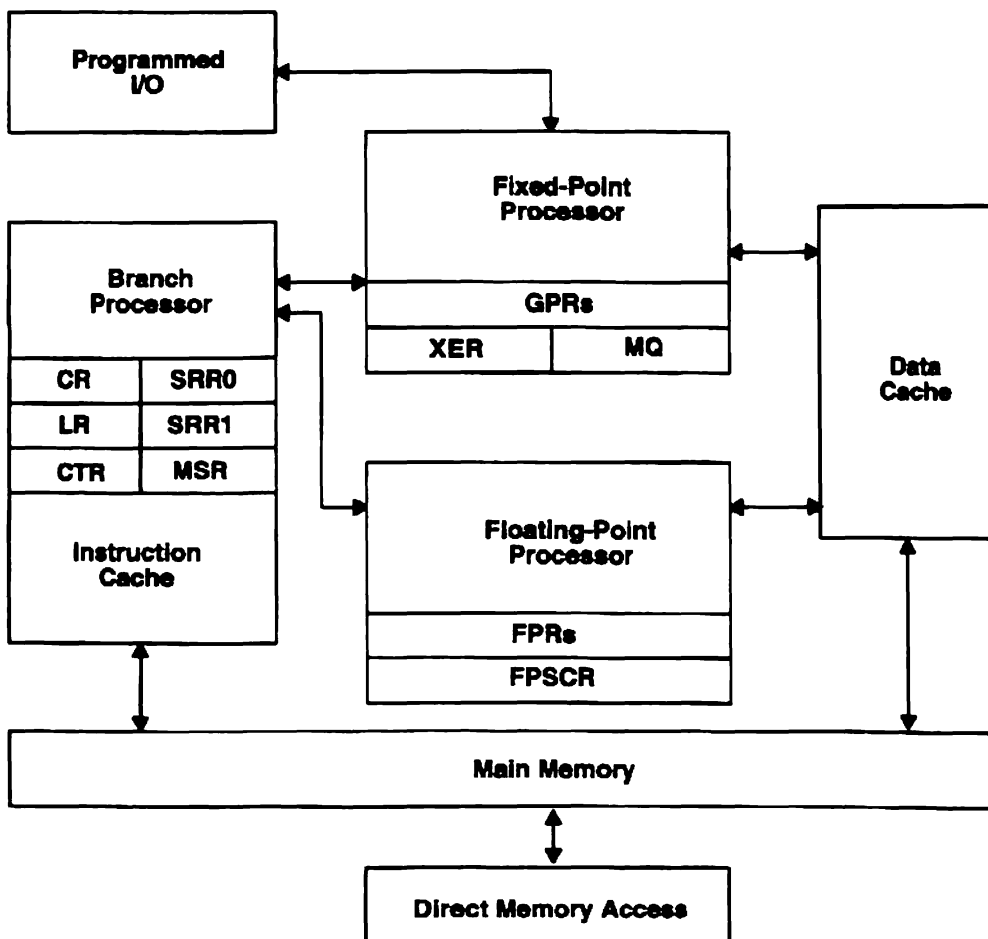 Programmed
I/O
Fixed-Point
Processor
GPRs
XER
MQ
Branch
Processor
CR
SRR0
LR
SRR1
CTR
MSR
Instruction
Cache
Data
Cache
Floating-Point
Processor
FPRs
FPSCR
Main Memory
Direct Memory Access